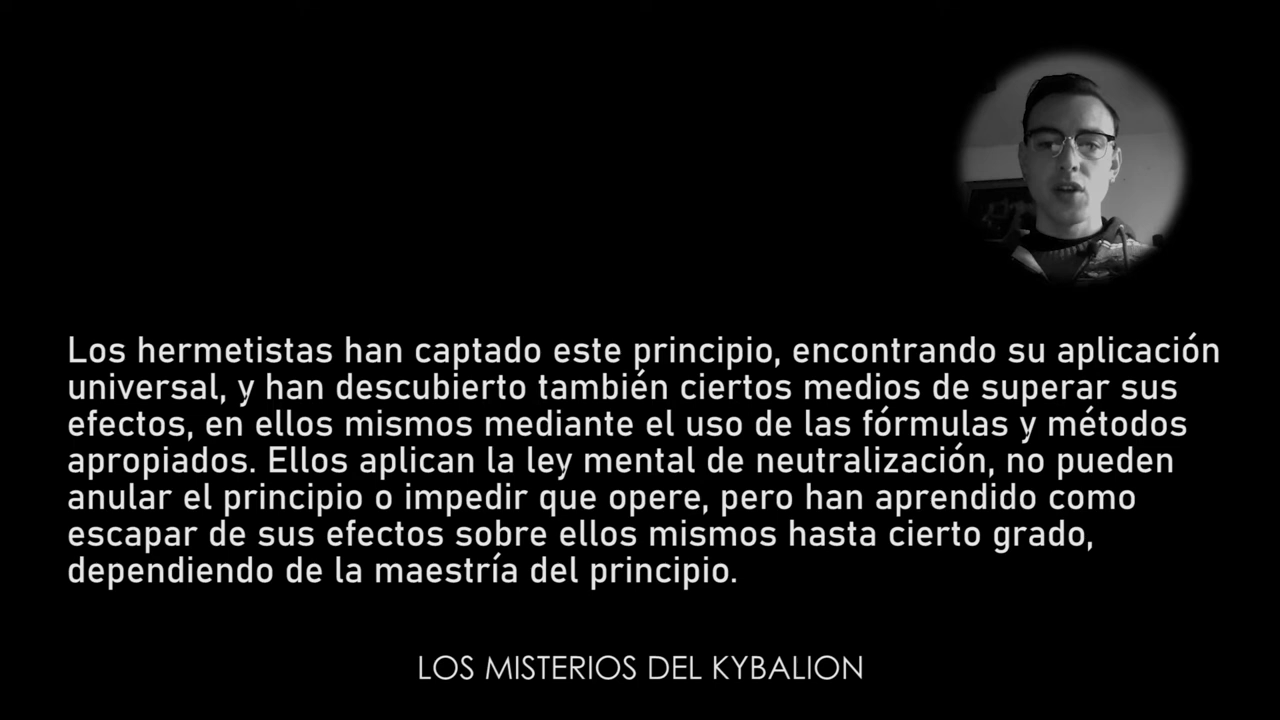 Los hermetistas han captado este principio, encontrando su aplicación
universal, y han descubierto también ciertos medios de superar sus
efectos, en ellos mismos mediante el uso de las fórmulas y métodos
apropiados. Ellos aplican la ley mental de neutralización, no pueden
anular el principio o impedir que opere, pero han aprendido como
escapar de sus efectos sobre ellos mismos hasta cierto grado,
dependiendo de la maestría del principio.
LOS MISTERIOS DEL KYBALION